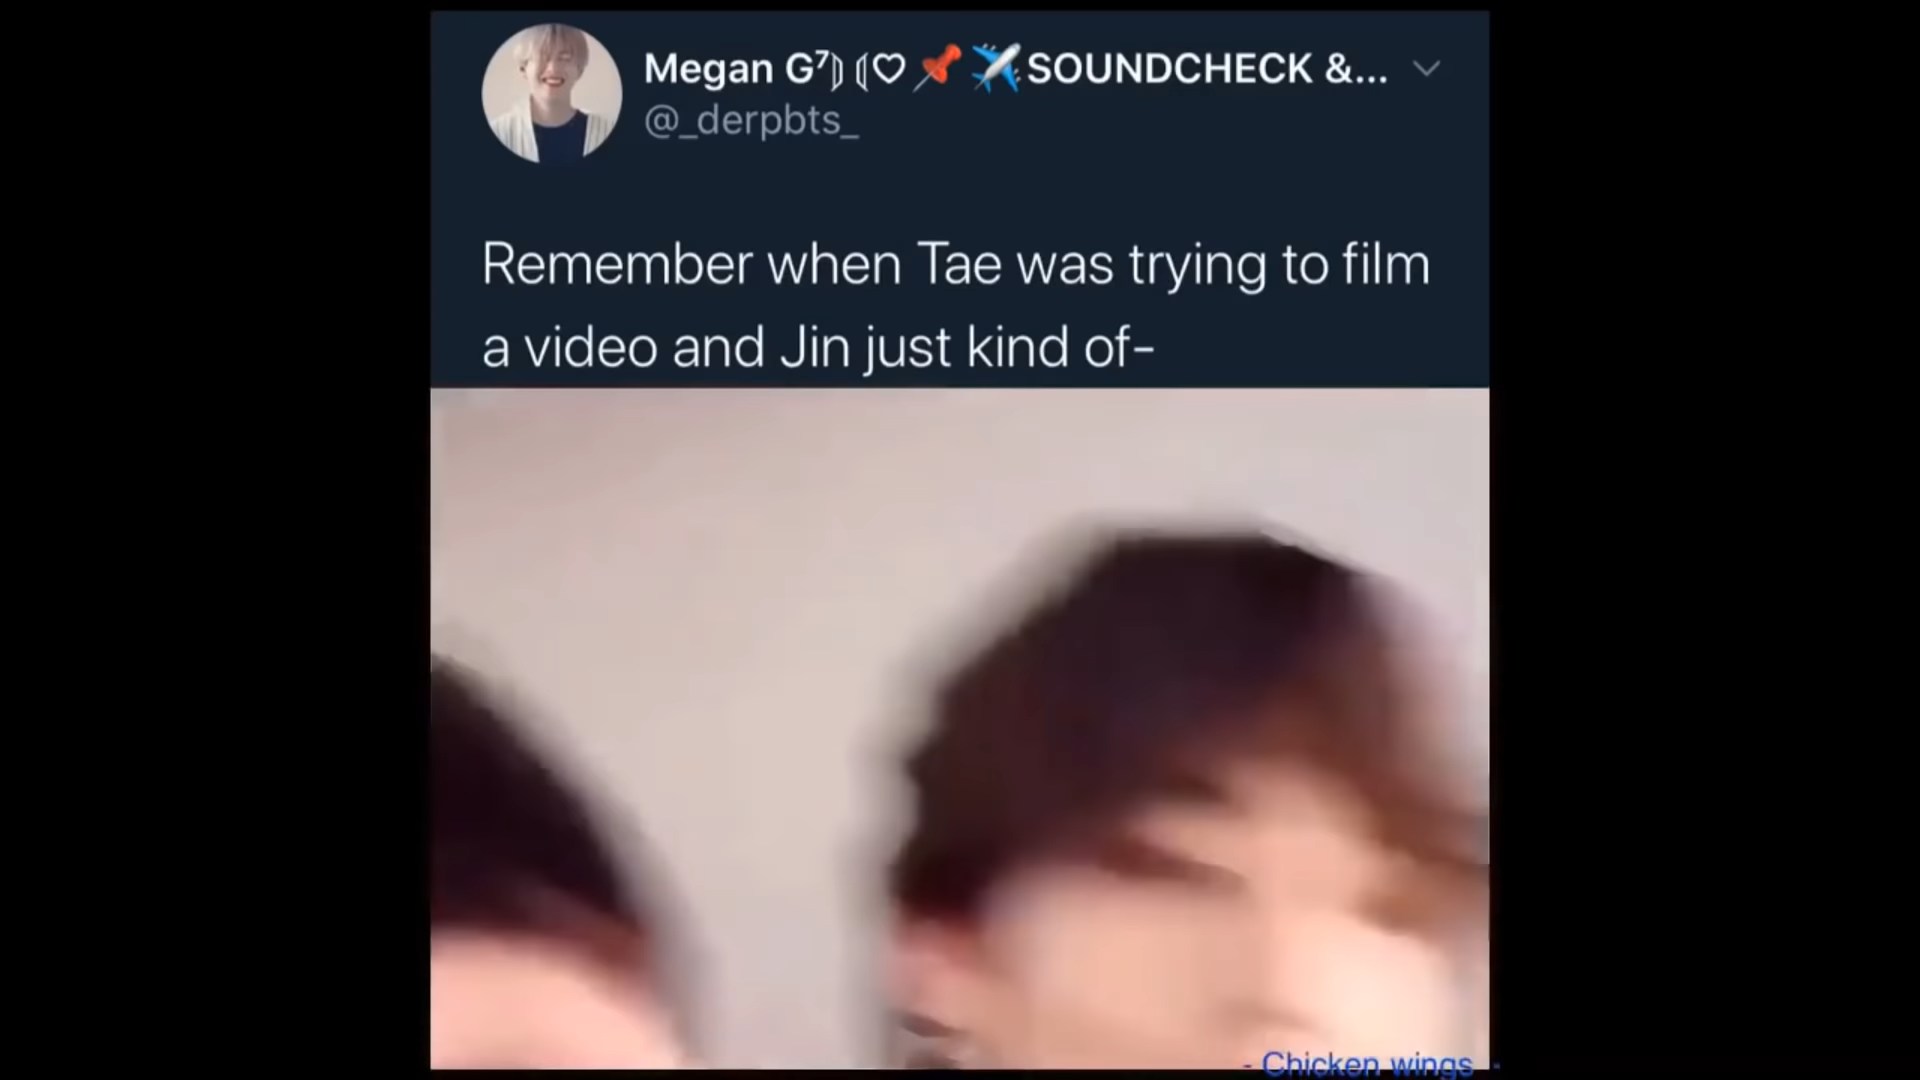 Megan G⁷⟭⟬♡📌✈️SOUNDCHECK &...
@_derpbts_
Remember when Tae was trying to film
a video and Jin just kind of-
- Chicken wings -